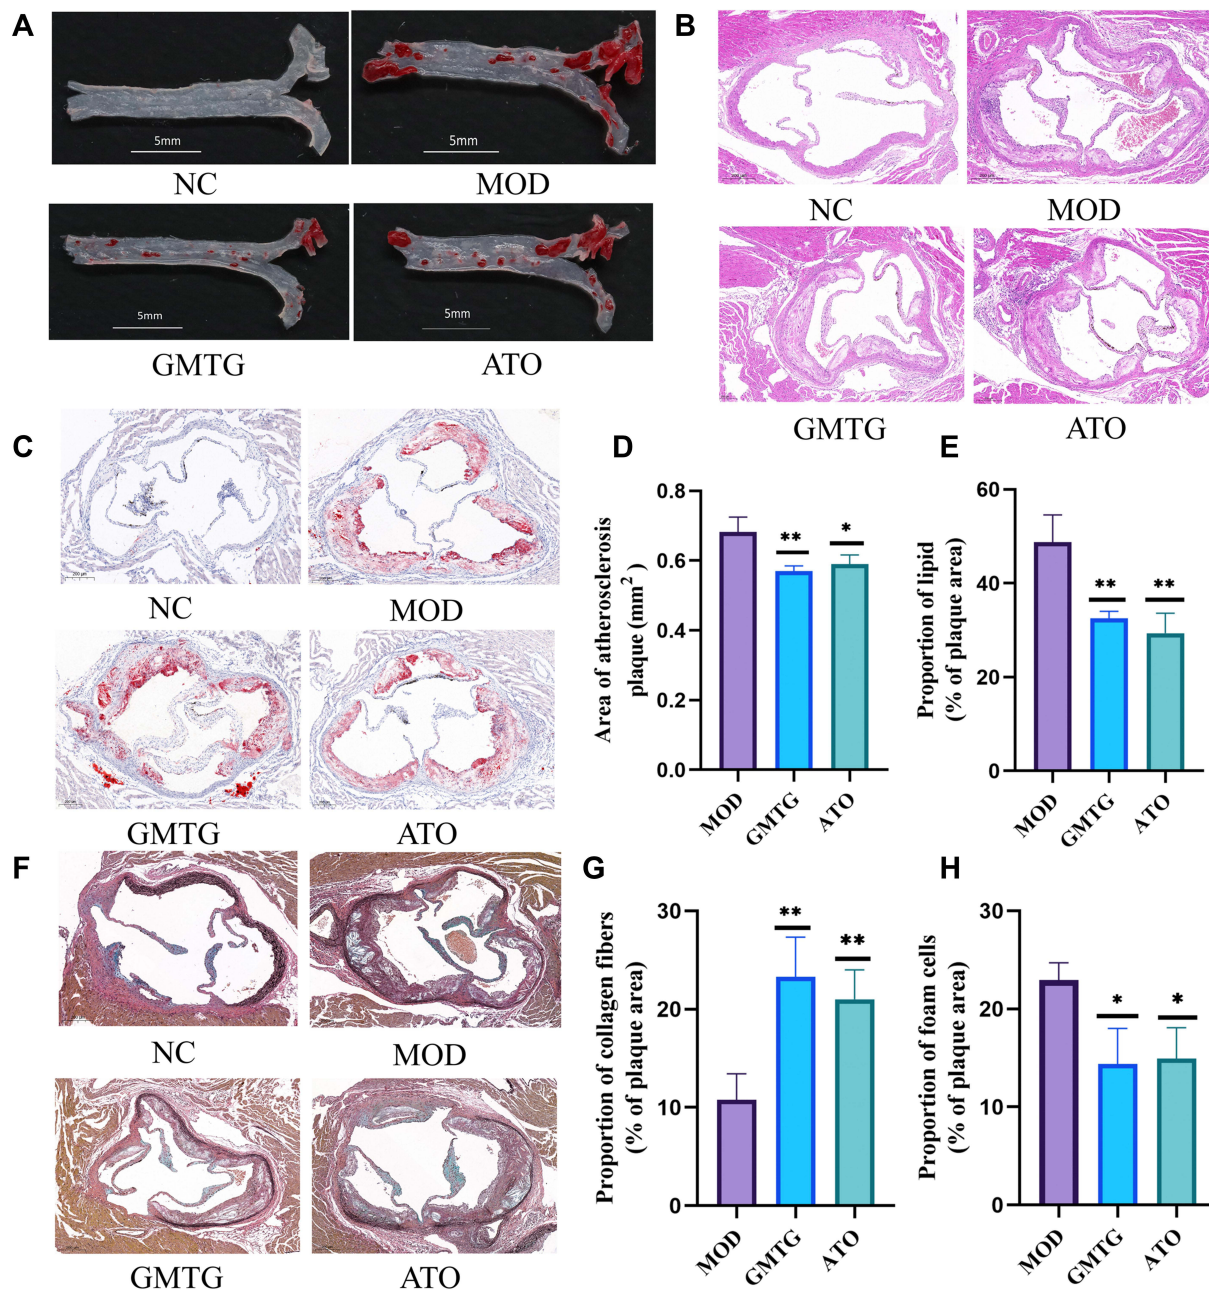 A
5mm
5mm
NC
MOD
5mm
5mm
GMTG
ATO
B
NC
MOD
GMTG
ATO
C
200 μm
NC
MOD
GMTG
ATO
D
Area of atherosclerosis
plaque (mm²)
0.8
0.6
0.4
0.2
0.0
**
*
MOD
GMTG
ATO
E
Proportion of lipid
(% of plaque area)
60
40
20
0
**
**
MOD
GMTG
ATO
F
NC
MOD
GMTG
ATO
G
Proportion of collagen fibers
(% of plaque area)
30
20
10
0
**
**
MOD
GMTG
ATO
H
Proportion of foam cells
(% of plaque area)
30
20
10
0
*
*
MOD
GMTG
ATO